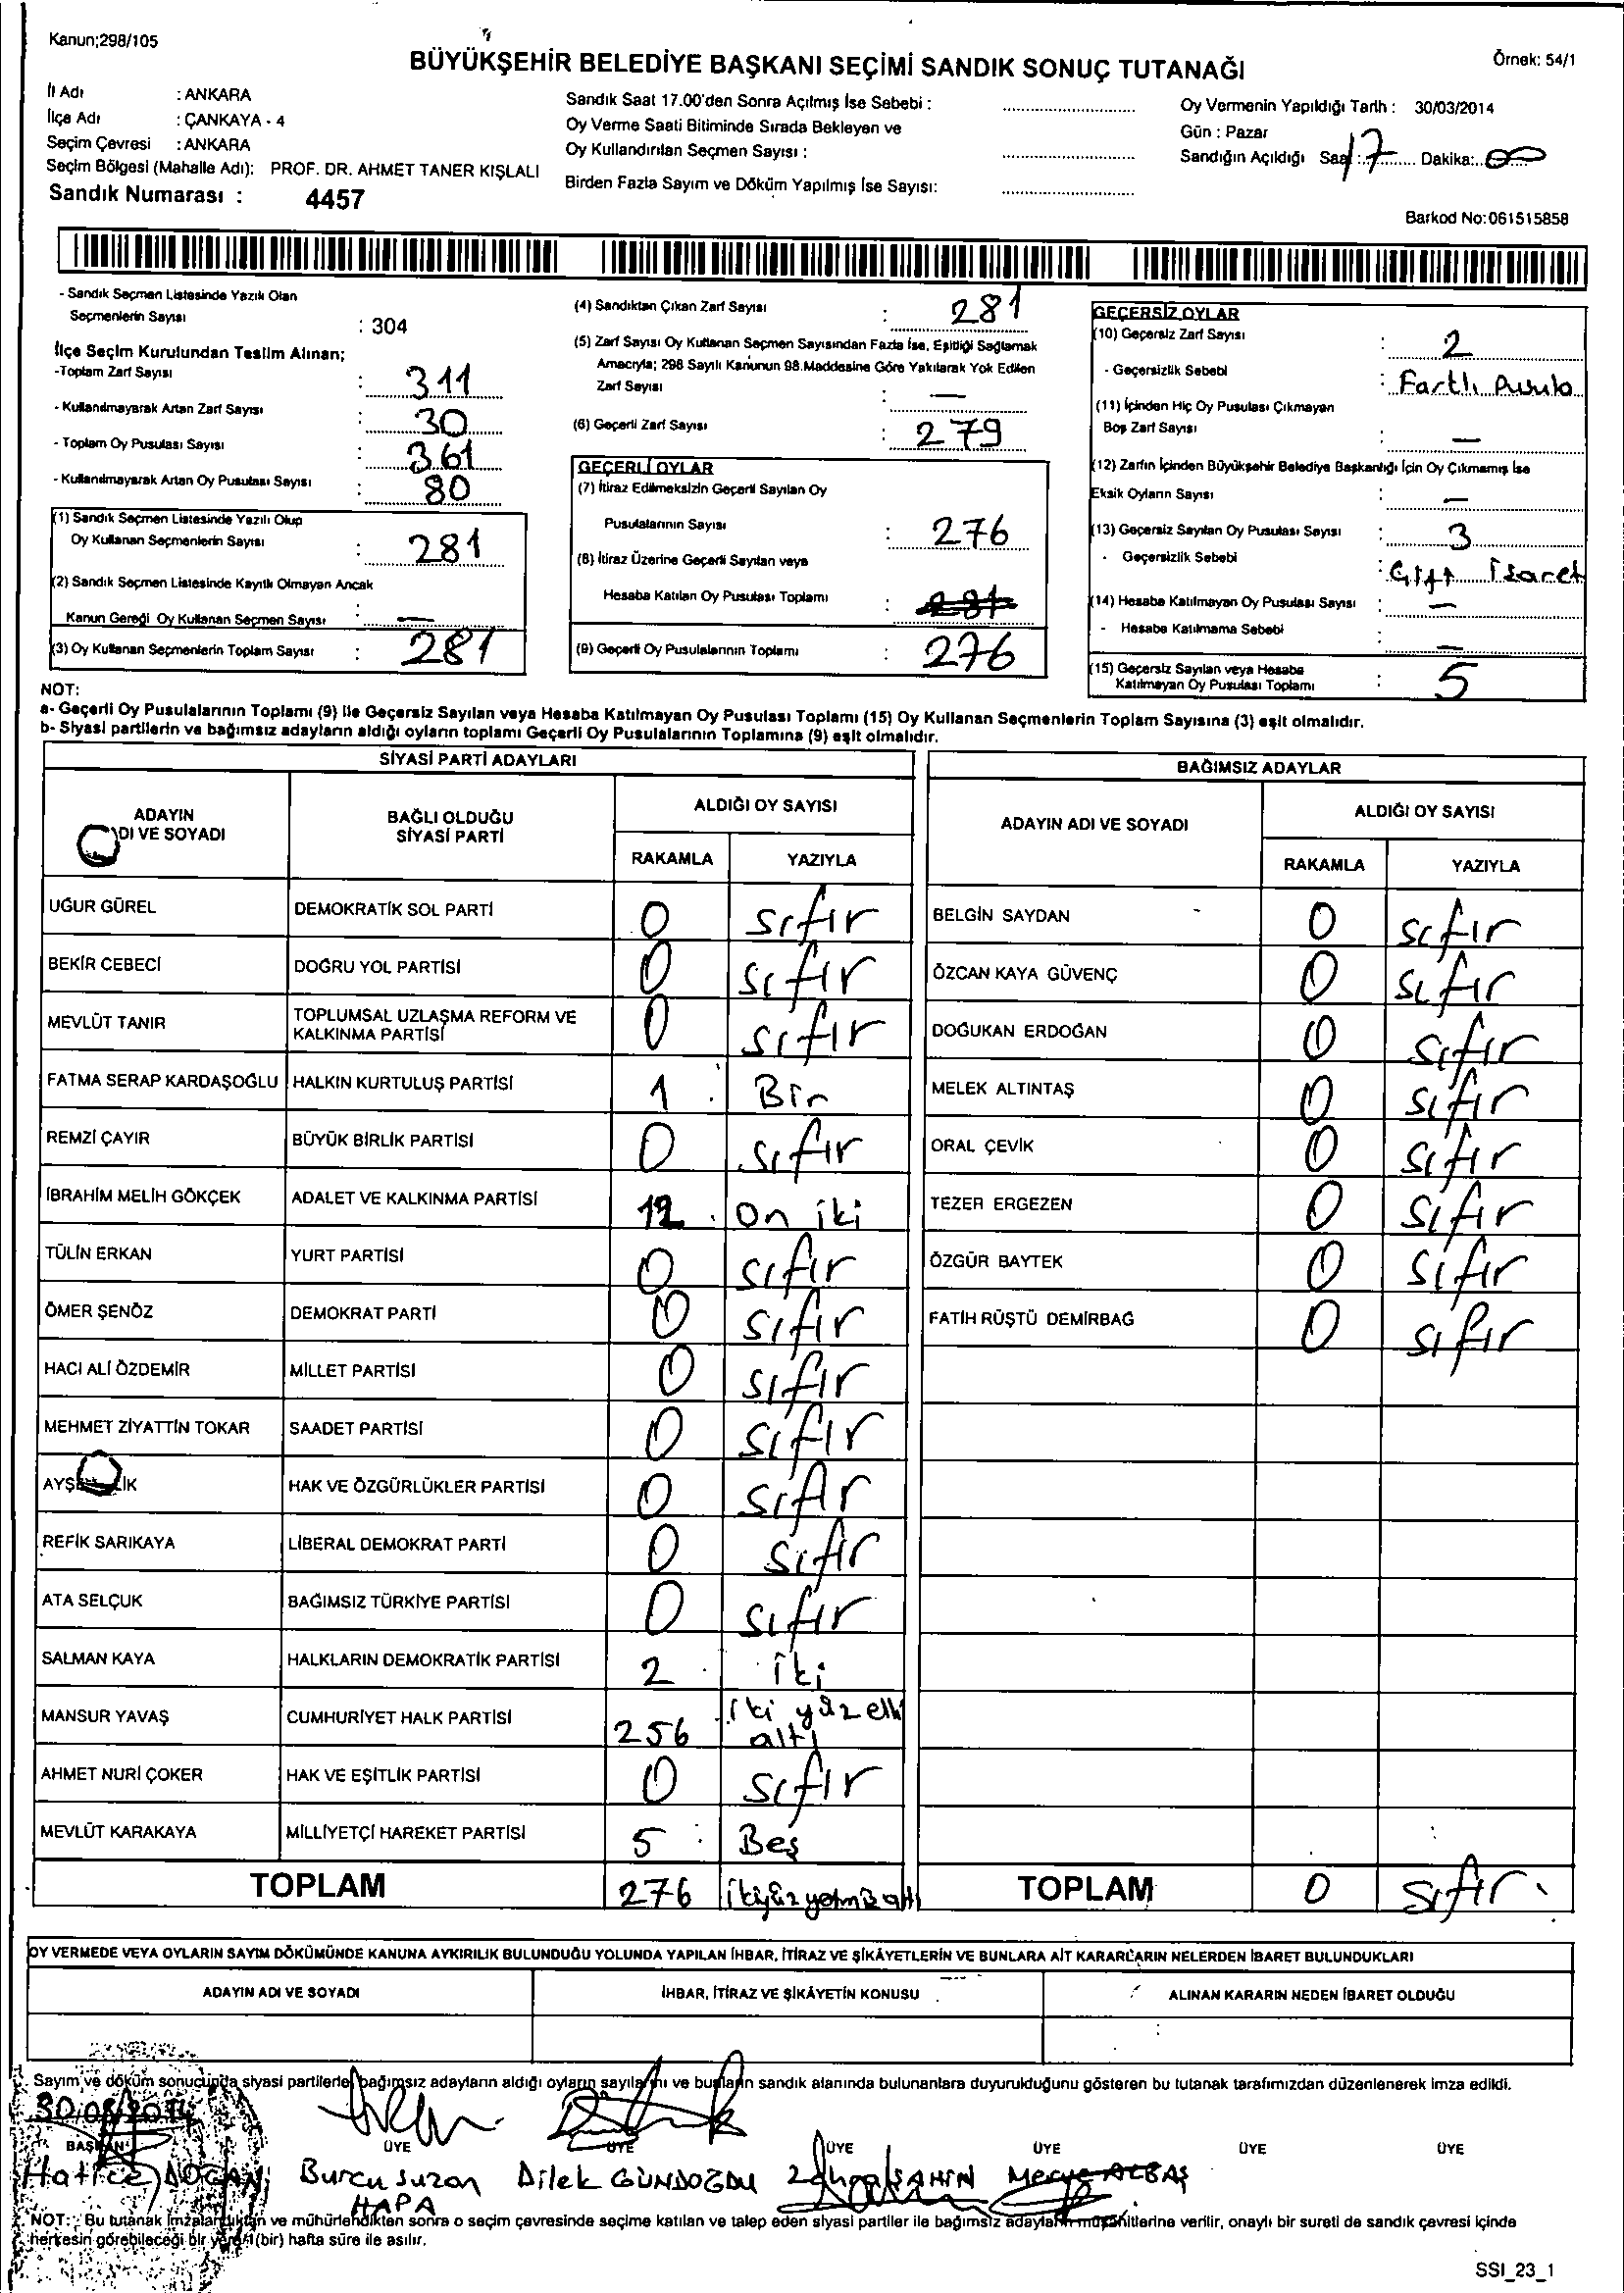 Kanun;298/105
BÜYÜKŞEHİR BELEDİYE BAŞKANI SEÇİMİ SANDIK SONUÇ TUTANAĞI
Örnek: 54/1
İl Adı : ANKARA
İlçe Adı : ÇANKAYA - 4
Seçim Çevresi : ANKARA
Seçim Bölgesi (Mahalle Adı): PROF. DR. AHMET TANER KIŞLALI
Sandık Numarası : 4457
Sandık Saat 17.00'den Sonra Açılmış İse Sebebi :
Oy Verme Saati Bitiminde Sırada Bekleyen ve
Oy Kullandırılan Seçmen Sayısı :
Birden Fazla Sayım ve Döküm Yapılmış İse Sayısı:
Oy Vermenin Yapıldığı Tarih : 30/03/2014
Gün : Pazar
Sandığın Açıldığı Saat : 17 Dakika: 00
Barkod No:061515858
- Sandık Seçmen Listesinde Yazılı Olan
Seçmenlerin Sayısı : 304
İlçe Seçim Kurulundan Teslim Alınan;
-Toplam Zarf Sayısı : 311
- Kullanılmayarak Artan Zarf Sayısı : 30
- Toplam Oy Pusulası Sayısı : 361
- Kullanılmayarak Artan Oy Pusulası Sayısı : 80
(1) Sandık Seçmen Listesinde Yazılı Olup
Oy Kullanan Seçmenlerin Sayısı : 281
(2) Sandık Seçmen Listesinde Kayıtlı Olmayan Ancak
Kanun Gereği Oy Kullanan Seçmen Sayısı : —
(3) Oy Kullanan Seçmenlerin Toplam Sayısı : 281
(4) Sandıktan Çıkan Zarf Sayısı : 281
(5) Zarf Sayısı Oy Kullanan Seçmen Sayısından Fazla İse, Eşitliği Sağlamak
Amacıyla; 298 Sayılı Kanunun 98.Maddesine Göre Yakılarak Yok Edilen
Zarf Sayısı : —
(6) Geçerli Zarf Sayısı : 279
GEÇERLİ OYLAR
(7) İtiraz Edilmeksizin Geçerli Sayılan Oy
Pusulalarının Sayısı : 276
(8) İtiraz Üzerine Geçerli Sayılan veya
Hesaba Katılan Oy Pusulası Toplamı : 281
(9) Geçerli Oy Pusulalarının Toplamı : 276
GEÇERSİZ OYLAR
(10) Geçersiz Zarf Sayısı : 2
- Geçersizlik Sebebi : Farklı Pusula
(11) İçinden Hiç Oy Pusulası Çıkmayan
Boş Zarf Sayısı : —
(12) Zarfın İçinden Büyükşehir Belediye Başkanlığı İçin Oy Çıkmamış İse
Eksik Oyların Sayısı : —
(13) Geçersiz Sayılan Oy Pusulası Sayısı : 3
- Geçersizlik Sebebi : Çift İşaret
(14) Hesaba Katılmayan Oy Pusulası Sayısı : —
- Hesaba Katılmama Sebebi : —
(15) Geçersiz Sayılan veya Hesaba
Katılmayan Oy Pusulası Toplamı : 5
NOT:
a- Geçerli Oy Pusulalarının Toplamı (9) ile Geçersiz Sayılan veya Hesaba Katılmayan Oy Pusulası Toplamı (15) Oy Kullanan Seçmenlerin Toplam Sayısına (3) eşit olmalıdır.
b- Siyasi partilerin ve bağımsız adayların aldığı oyların toplamı Geçerli Oy Pusulalarının Toplamına (9) eşit olmalıdır.
SİYASİ PARTİ ADAYLARI
ADAYIN
DI VE SOYADI
BAĞLI OLDUĞU
SİYASİ PARTİ
ALDIĞI OY SAYISI
RAKAMLA YAZIYLA
UĞUR GÜREL DEMOKRATİK SOL PARTİ 0 sıfır
BEKİR CEBECİ DOĞRU YOL PARTİSİ 0 sıfır
MEVLÜT TANIR TOPLUMSAL UZLAŞMA REFORM VE
KALKINMA PARTİSİ 0 sıfır
FATMA SERAP KARDAŞOĞLU HALKIN KURTULUŞ PARTİSİ 1 Bir
REMZİ ÇAYIR BÜYÜK BİRLİK PARTİSİ 0 sıfır
İBRAHİM MELİH GÖKÇEK ADALET VE KALKINMA PARTİSİ 12 On iki
TÜLİN ERKAN YURT PARTİSİ 0 sıfır
ÖMER ŞENÖZ DEMOKRAT PARTİ 0 sıfır
HACI ALİ ÖZDEMİR MİLLET PARTİSİ 0 sıfır
MEHMET ZİYATTİN TOKAR SAADET PARTİSİ 0 sıfır
AYŞ LİK HAK VE ÖZGÜRLÜKLER PARTİSİ 0 sıfır
REFİK SARIKAYA LİBERAL DEMOKRAT PARTİ 0 sıfır
ATA SELÇUK BAĞIMSIZ TÜRKİYE PARTİSİ 0 sıfır
SALMAN KAYA HALKLARIN DEMOKRATİK PARTİSİ 2 iki
MANSUR YAVAŞ CUMHURİYET HALK PARTİSİ 256 iki yüz elli
altı
AHMET NURİ ÇOKER HAK VE EŞİTLİK PARTİSİ 0 sıfır
MEVLÜT KARAKAYA MİLLİYETÇİ HAREKET PARTİSİ 5 Beş
TOPLAM 276 ikiyüz yetmiş altı
BAĞIMSIZ ADAYLAR
ADAYIN ADI VE SOYADI
ALDIĞI OY SAYISI
RAKAMLA YAZIYLA
BELGİN SAYDAN 0 sıfır
ÖZCAN KAYA GÜVENÇ 0 sıfır
DOĞUKAN ERDOĞAN 0 sıfır
MELEK ALTINTAŞ 0 sıfır
ORAL ÇEVİK 0 sıfır
TEZER ERGEZEN 0 sıfır
ÖZGÜR BAYTEK 0 sıfır
FATİH RÜŞTÜ DEMİRBAĞ 0 sıfır
TOPLAM 0 sıfır
OY VERMEDE VEYA OYLARIN SAYIM DÖKÜMÜNDE KANUNA AYKIRILIK BULUNDUĞU YOLUNDA YAPILAN İHBAR, İTİRAZ VE ŞİKÂYETLERİN VE BUNLARA AİT KARARLARIN NELERDEN İBARET BULUNDUKLARI
ADAYIN ADI VE SOYADI İHBAR, İTİRAZ VE ŞİKÂYETİN KONUSU ALINAN KARARIN NEDEN İBARET OLDUĞU
Sayım ve döküm sonucunda siyasi partilerle bağımsız adayların aldığı oyların sayılarını ve bunların sandık alanında bulunanlara duyurulduğunu gösteren bu tutanak tarafımızdan düzenlenerek imza edildi.
BAŞKAN ÜYE ÜYE ÜYE ÜYE ÜYE ÜYE
Hatice DOĞAN Burcu Suzan Dilek GÜNDOĞDU ŞAHİN
HAPA
NOT: Bu tutanak imzalandıktan ve mühürlendikten sonra o seçim çevresinde seçime katılan ve talep eden siyasi partiler ile bağımsız adayların müşahitlerine verilir, onaylı bir sureti de sandık çevresi içinde
herkesin görebileceği bir yere 1(bir) hafta süre ile asılır.
SSI_23_1